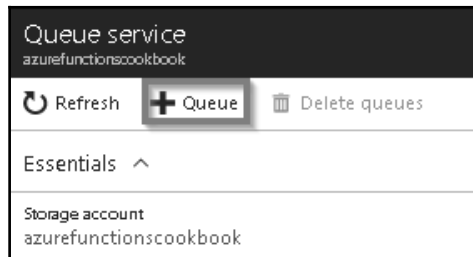 Queue service
azurefunctionscookbook
Refresh Queue Delete queues
Essentials
Storage account
azurefunctionscookbook